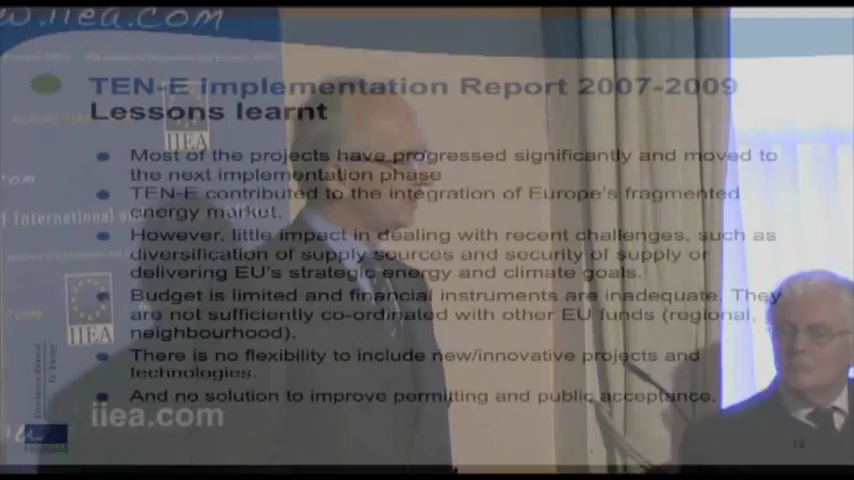 w.iiea.com
TEN-E Implementation Report 2007-2009
Lessons learnt
IIEA
Most of the projects have progressed significantly and moved to
the next implementation phase
TEN-E contributed to the integration of Europe's fragmented
energy market.
of International an
However, little impact in dealing with recent challenges, such as
diversification of supply sources and security of supply or
delivering EU's strategic energy and climate goals.
Budget is limited and financial instruments are inadequate. They
are not sufficiently co-ordinated with other EU funds (regional,
neighbourhood).
IIEA
There is no flexibility to include new/innovative projects and
technologies.
And no solution to improve permitting and public acceptance.
iiea.com